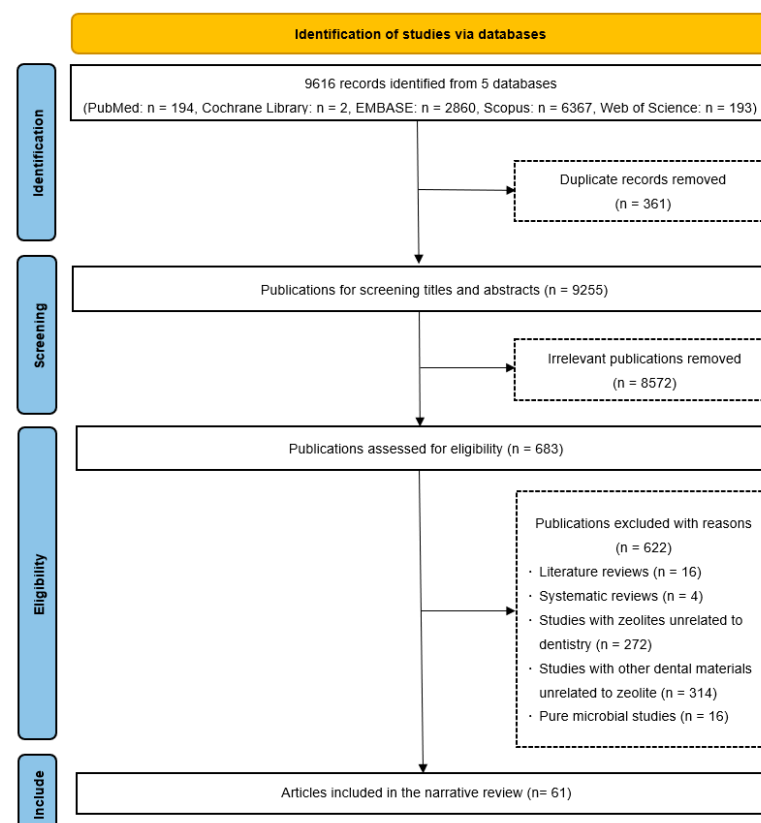 Identification of studies via databases
Identification
9616 records identified from 5 databases
(PubMed: n = 194, Cochrane Library: n = 2, EMBASE: n = 2860, Scopus: n = 6367, Web of Science: n = 193)
Duplicate records removed
(n = 361)
Screening
Publications for screening titles and abstracts (n = 9255)
Irrelevant publications removed
(n = 8572)
Eligibility
Publications assessed for eligibility (n = 683)
Publications excluded with reasons
(n = 622)
· Literature reviews (n = 16)
· Systematic reviews (n = 4)
· Studies with zeolites unrelated to
dentistry (n = 272)
· Studies with other dental materials
unrelated to zeolite (n = 314)
· Pure microbial studies (n = 16)
Include
Articles included in the narrative review (n= 61)